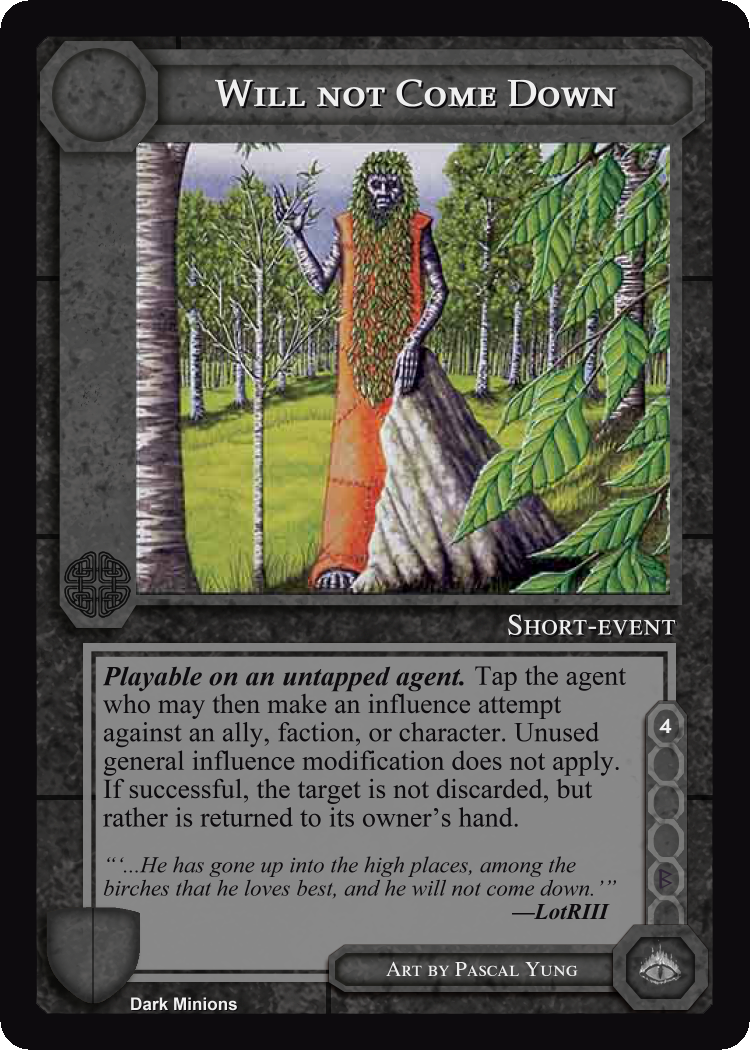 Will not Come Down
Short-event
Playable on an untapped agent. Tap the agent
who may then make an influence attempt
against an ally, faction, or character. Unused
general influence modification does not apply.
If successful, the target is not discarded, but
rather is returned to its owner's hand.
4
"'...He has gone up into the high places, among the
birches that he loves best, and he will not come down.'"
—LotRIII
B
Art by Pascal Yung
Dark Minions